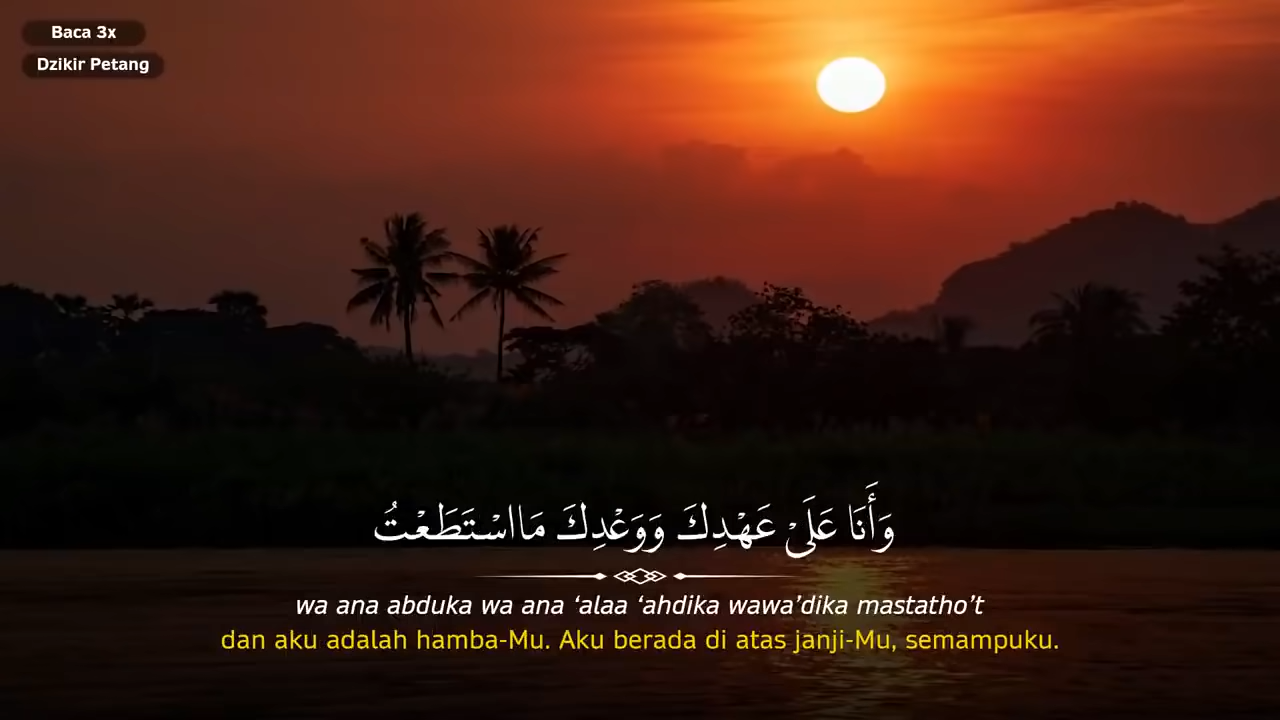 Baca 3x
Dzikir Petang
وَأَنَا عَلَىْ عَهْدِكَ وَوَعْدِكَ مَااسْتَطَعْتُ
wa ana abduka wa ana ‘alaa ‘ahdika wawa’dika mastatho’t
dan aku adalah hamba-Mu. Aku berada di atas janji-Mu, semampuku.